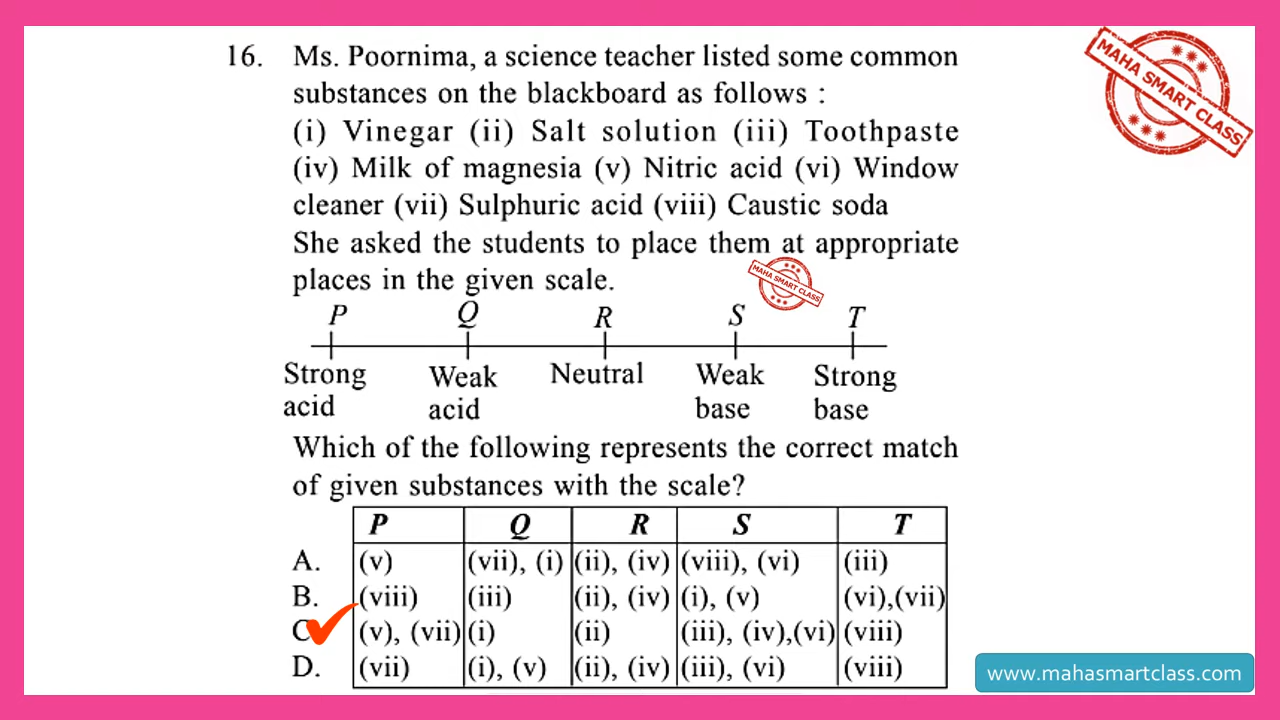 16. Ms. Poornima, a science teacher listed some common
substances on the blackboard as follows :
(i) Vinegar (ii) Salt solution (iii) Toothpaste
(iv) Milk of magnesia (v) Nitric acid (vi) Window
cleaner (vii) Sulphuric acid (viii) Caustic soda
She asked the students to place them at appropriate
places in the given scale.
P Q R S T
Strong Weak Neutral Weak Strong
acid acid base base
Which of the following represents the correct match
of given substances with the scale?
P Q R S T
A. (v) (vii), (i) (ii), (iv) (viii), (vi) (iii)
B. (viii) (iii) (ii), (iv) (i), (v) (vi),(vii)
C (v), (vii) (i) (ii) (iii), (iv),(vi) (viii)
D. (vii) (i), (v) (ii), (iv) (iii), (vi) (viii)
MAHA SMART CLASS
MAHA SMART CLASS
www.mahasmartclass.com